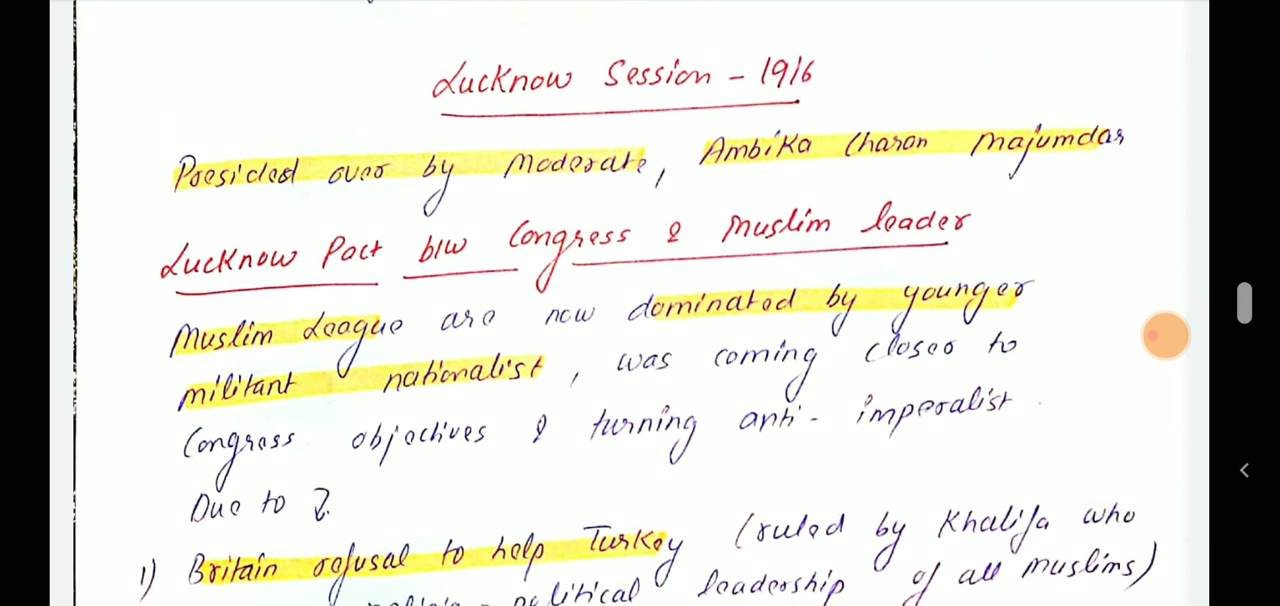 Lucknow Session - 1916
Presided over by Moderate, Ambika Charan Majumdar
Lucknow Pact b/w Congress & Muslim leader
Muslim League are now dominated by younger
militant nationalist, was coming closer to
Congress objectives & turning anti- imperalist
Due to
1) Britain refusal to help Turkey (ruled by Khalifa who
political leadership of all muslims)